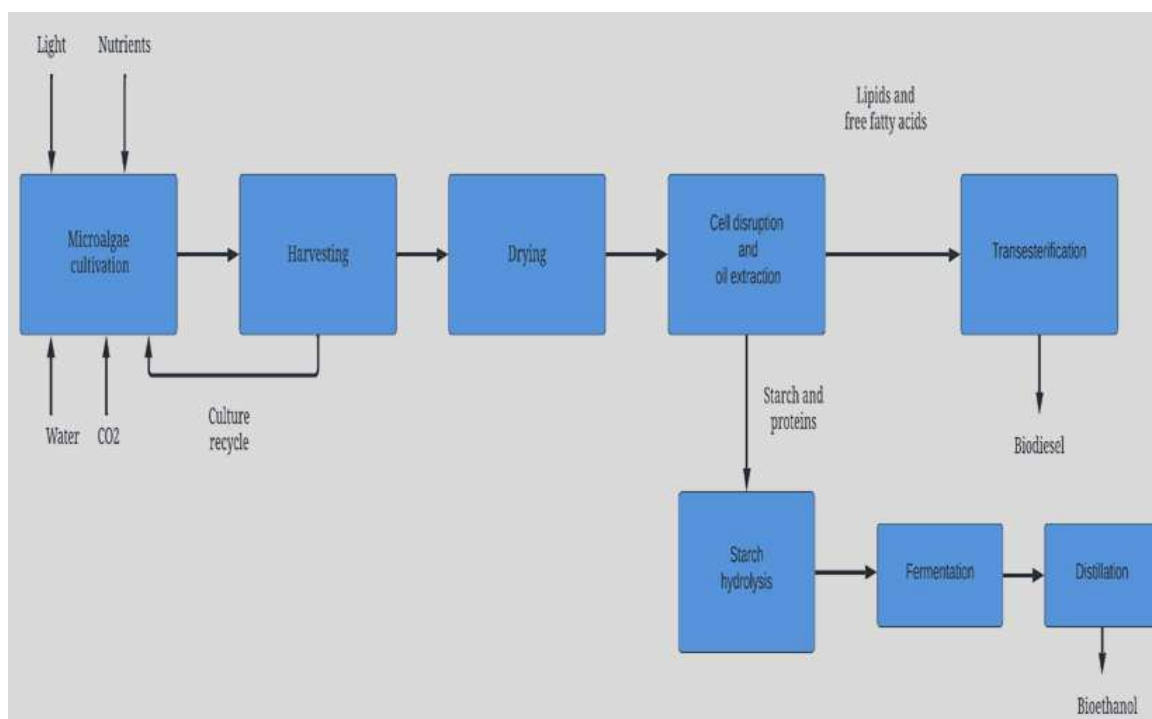 Light
Nutrients
Lipids and
free fatty acids
Microalgae
cultivation
Harvesting
Drying
Cell disruption
and
oil extraction
Transesterification
Water
CO2
Culture
recycle
Starch and
proteins
Biodiesel
Starch
hydrolysis
Fermentation
Distillation
Bioethanol